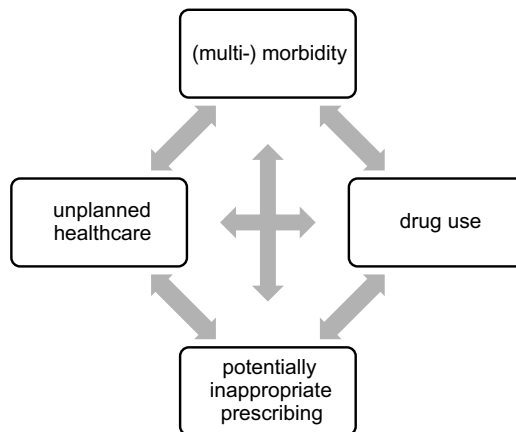 (multi-) morbidity
unplanned
healthcare
drug use
potentially
inappropriate
prescribing